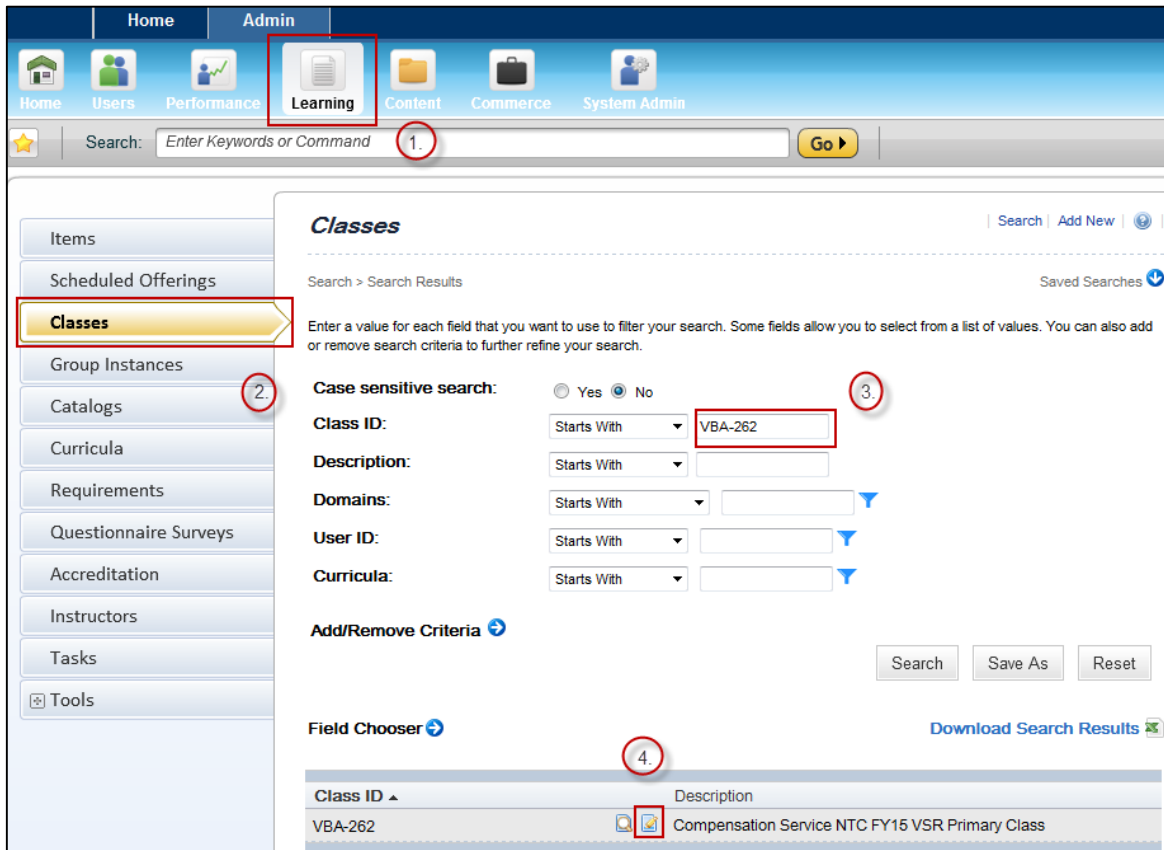 Home Admin
Home Users Performance Learning Content Commerce System Admin
Search: Enter Keywords or Command 1. Go
Items
Scheduled Offerings
Classes
Group Instances
2.
Catalogs
Curricula
Requirements
Questionnaire Surveys
Accreditation
Instructors
Tasks
Tools
Classes
Search Add New ?
Search > Search Results Saved Searches
Enter a value for each field that you want to use to filter your search. Some fields allow you to select from a list of values. You can also add
or remove search criteria to further refine your search.
Case sensitive search: Yes No 3.
Class ID: Starts With VBA-262
Description: Starts With
Domains: Starts With
User ID: Starts With
Curricula: Starts With
Add/Remove Criteria
Search Save As Reset
Field Chooser Download Search Results
4.
Class ID Description
VBA-262 Compensation Service NTC FY15 VSR Primary Class